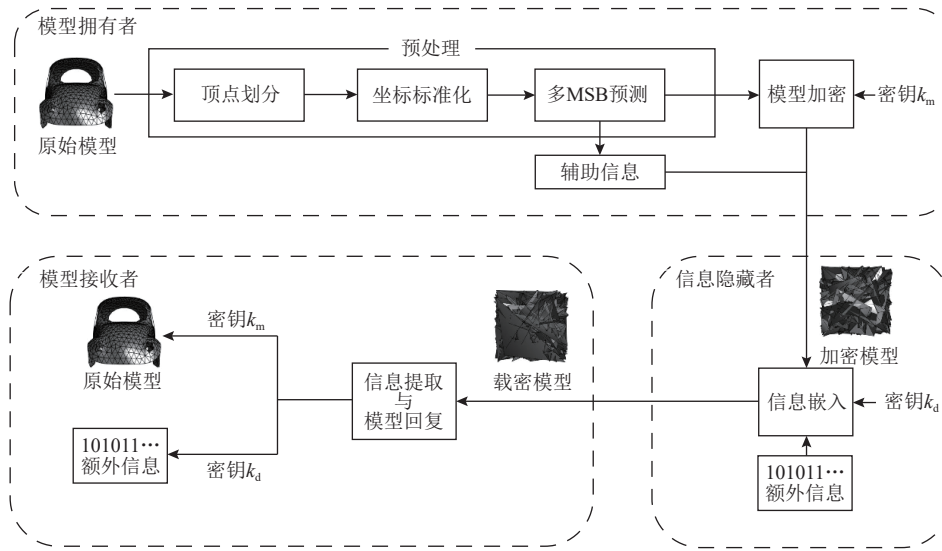 模型拥有者
预处理
顶点划分
坐标标准化
多MSB预测
模型加密
密钥km
原始模型
辅助信息
模型接收者
信息隐藏者
密钥km
原始模型
载密模型
加密模型
信息提取
与
模型回复
信息嵌入
密钥kd
101011…
额外信息
密钥kd
101011…
额外信息